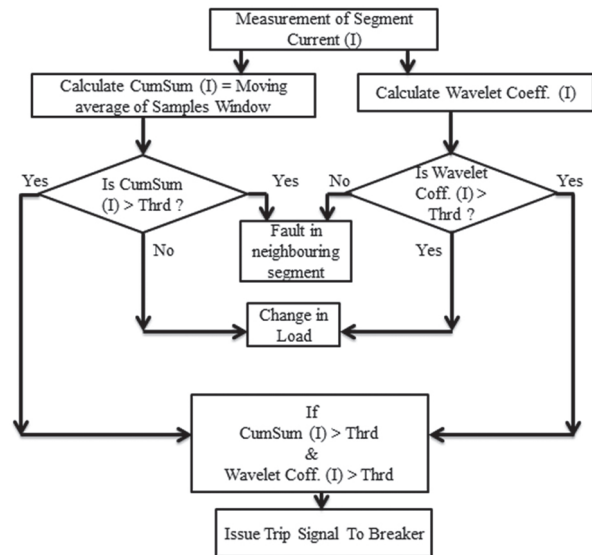 Measurement of Segment
Current (I)
Calculate CumSum (I) = Moving
average of Samples Window
Calculate Wavelet Coeff. (I)
Yes
Is CumSum
(I) > Thrd ?
Yes
No
Is Wavelet
Coff. (I) >
Thrd ?
Yes
No
Fault in
neighbouring
segment
Yes
Change in
Load
If
CumSum (I) > Thrd
&
Wavelet Coff. (I) > Thrd
Issue Trip Signal To Breaker